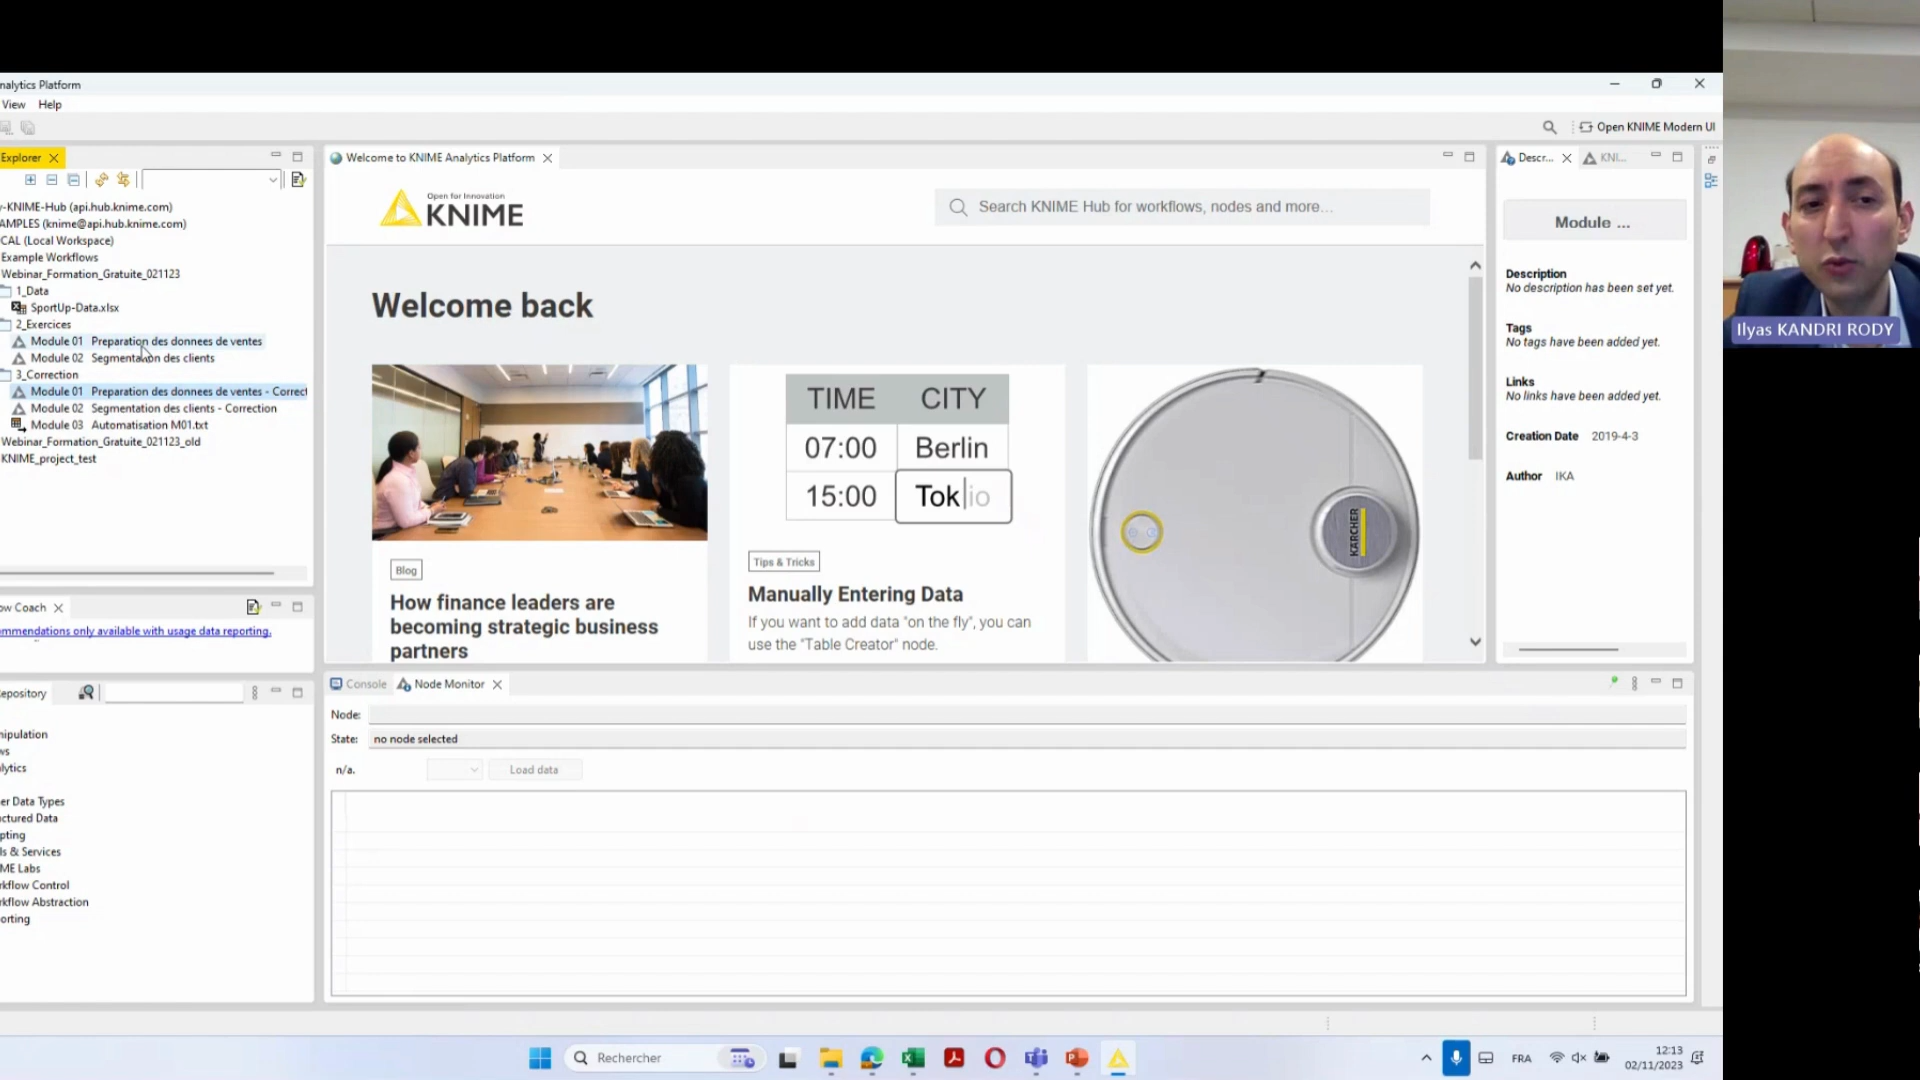 nalytics Platform
View Help
Open KNIME Modern UI
Explorer
Welcome to KNIME Analytics Platform
Descr...
KNI...
-KNIME-Hub (api.hub.knime.com)
AMPLES (knime@api.hub.knime.com)
CAL (Local Workspace)
Example Workflows
Webinar_Formation_Gratuite_021123
1_Data
SportUp-Data.xlsx
2_Exercices
Module 01 Preparation des donnees de ventes
Module 02 Segmentation des clients
3_Correction
Module 01 Preparation des donnees de ventes - Correct
Module 02 Segmentation des clients - Correction
Module 03 Automatisation M01.txt
Webinar_Formation_Gratuite_021123_old
KNIME_project_test
Open for Innovation
KNIME
Search KNIME Hub for workflows, nodes and more...
Welcome back
TIME CITY
07:00 Berlin
15:00 Tokio
KÄRCHER
Blog
How finance leaders are
becoming strategic business
partners
Tips & Tricks
Manually Entering Data
If you want to add data "on the fly", you can
use the "Table Creator" node.
Module ...
Description
No description has been set yet.
Tags
No tags have been added yet.
Links
No links have been added yet.
Creation Date 2019-4-3
Author IKA
Ilyas KANDRI RODY
ow Coach
mmendations only available with usage data reporting.
epository
nipulation
ws
lytics
er Data Types
ctured Data
pting
ls & Services
ME Labs
rkflow Control
rkflow Abstraction
orting
Console
Node Monitor
Node:
State: no node selected
n/a.
Load data
Rechercher
FRA
12:13
02/11/2023